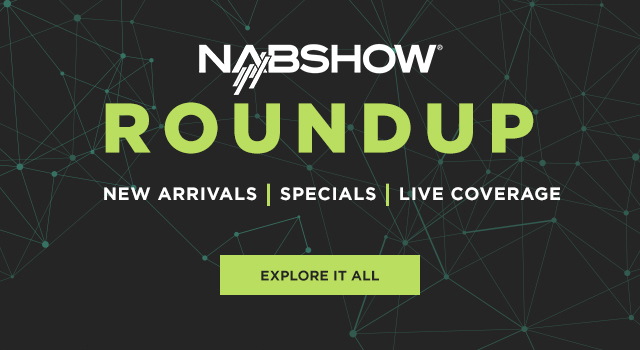 NABSHOW®
ROUNDUP
NEW ARRIVALS | SPECIALS | LIVE COVERAGE
EXPLORE IT ALL